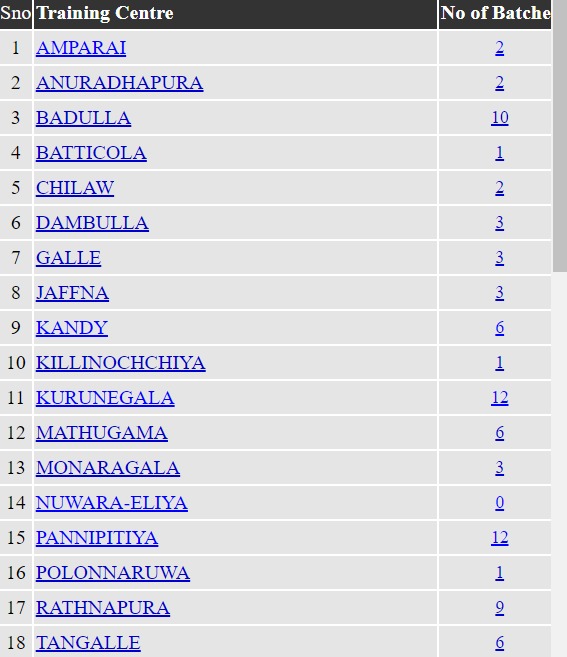 Sno Training Centre No of Batche
1 AMPARAI 2
2 ANURADHAPURA 2
3 BADULLA 10
4 BATTICOLA 1
5 CHILAW 2
6 DAMBULLA 3
7 GALLE 3
8 JAFFNA 3
9 KANDY 6
10 KILLINOCHCHIYA 1
11 KURUNEGALA 12
12 MATHUGAMA 6
13 MONARAGALA 3
14 NUWARA-ELIYA 0
15 PANNIPITIYA 12
16 POLONNARUWA 1
17 RATHNAPURA 9
18 TANGALLE 6